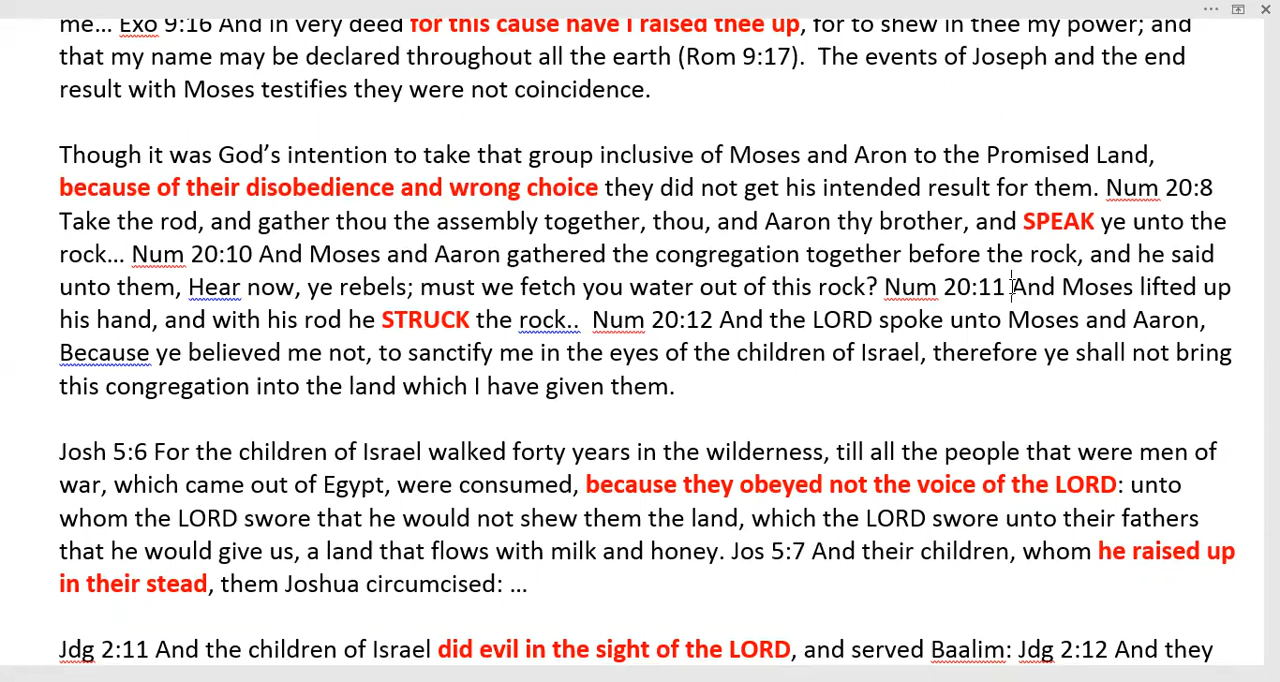 me… Exo 9:16 And in very deed for this cause have I raised thee up, for to shew in thee my power; and
that my name may be declared throughout all the earth (Rom 9:17).  The events of Joseph and the end
result with Moses testifies they were not coincidence.
Though it was God’s intention to take that group inclusive of Moses and Aron to the Promised Land,
because of their disobedience and wrong choice they did not get his intended result for them. Num 20:8
Take the rod, and gather thou the assembly together, thou, and Aaron thy brother, and SPEAK ye unto the
rock… Num 20:10 And Moses and Aaron gathered the congregation together before the rock, and he said
unto them, Hear now, ye rebels; must we fetch you water out of this rock? Num 20:11 And Moses lifted up
his hand, and with his rod he STRUCK the rock..  Num 20:12 And the LORD spoke unto Moses and Aaron,
Because ye believed me not, to sanctify me in the eyes of the children of Israel, therefore ye shall not bring
this congregation into the land which I have given them.
Josh 5:6 For the children of Israel walked forty years in the wilderness, till all the people that were men of
war, which came out of Egypt, were consumed, because they obeyed not the voice of the LORD: unto
whom the LORD swore that he would not shew them the land, which the LORD swore unto their fathers
that he would give us, a land that flows with milk and honey. Jos 5:7 And their children, whom he raised up
in their stead, them Joshua circumcised: …
Jdg 2:11 And the children of Israel did evil in the sight of the LORD, and served Baalim: Jdg 2:12 And they